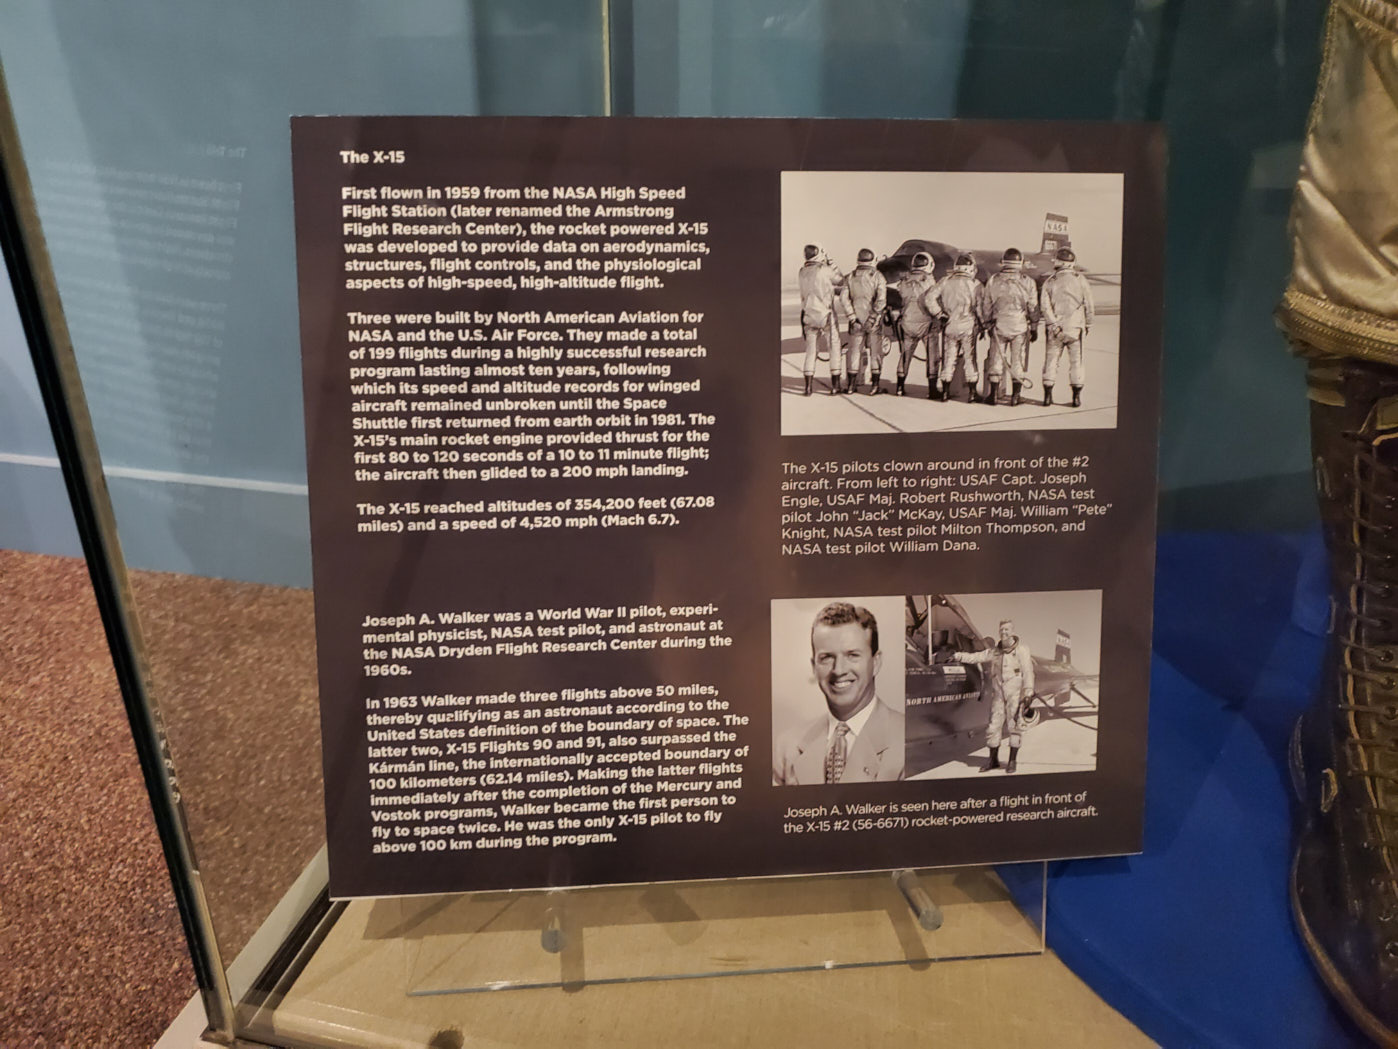 The X-15
First flown in 1959 from the NASA High Speed
Flight Station (later renamed the Armstrong
Flight Research Center), the rocket powered X-15
was developed to provide data on aerodynamics,
structures, flight controls, and the physiological
aspects of high-speed, high-altitude flight.
Three were built by North American Aviation for
NASA and the U.S. Air Force. They made a total
of 199 flights during a highly successful research
program lasting almost ten years, following
which its speed and altitude records for winged
aircraft remained unbroken until the Space
Shuttle first returned from earth orbit in 1981. The
X-15's main rocket engine provided thrust for the
first 80 to 120 seconds of a 10 to 11 minute flight;
the aircraft then glided to a 200 mph landing.
The X-15 reached altitudes of 354,200 feet (67.08
miles) and a speed of 4,520 mph (Mach 6.7).
Joseph A. Walker was a World War II pilot, experi-
mental physicist, NASA test pilot, and astronaut at
the NASA Dryden Flight Research Center during the
1960s.
In 1963 Walker made three flights above 50 miles,
thereby qualifying as an astronaut according to the
United States definition of the boundary of space. The
latter two, X-15 Flights 90 and 91, also surpassed the
Kármán line, the internationally accepted boundary of
100 kilometers (62.14 miles). Making the latter flights
immediately after the completion of the Mercury and
Vostok programs, Walker became the first person to
fly to space twice. He was the only X-15 pilot to fly
above 100 km during the program.
NASA
The X-15 pilots clown around in front of the #2
aircraft. From left to right: USAF Capt. Joseph
Engle, USAF Maj. Robert Rushworth, NASA test
pilot John "Jack" McKay, USAF Maj. William "Pete"
Knight, NASA test pilot Milton Thompson, and
NASA test pilot William Dana.
NORTH AMERICAN AVIATION
Joseph A. Walker is seen here after a flight in front of
the X-15 #2 (56-6671) rocket-powered research aircraft.